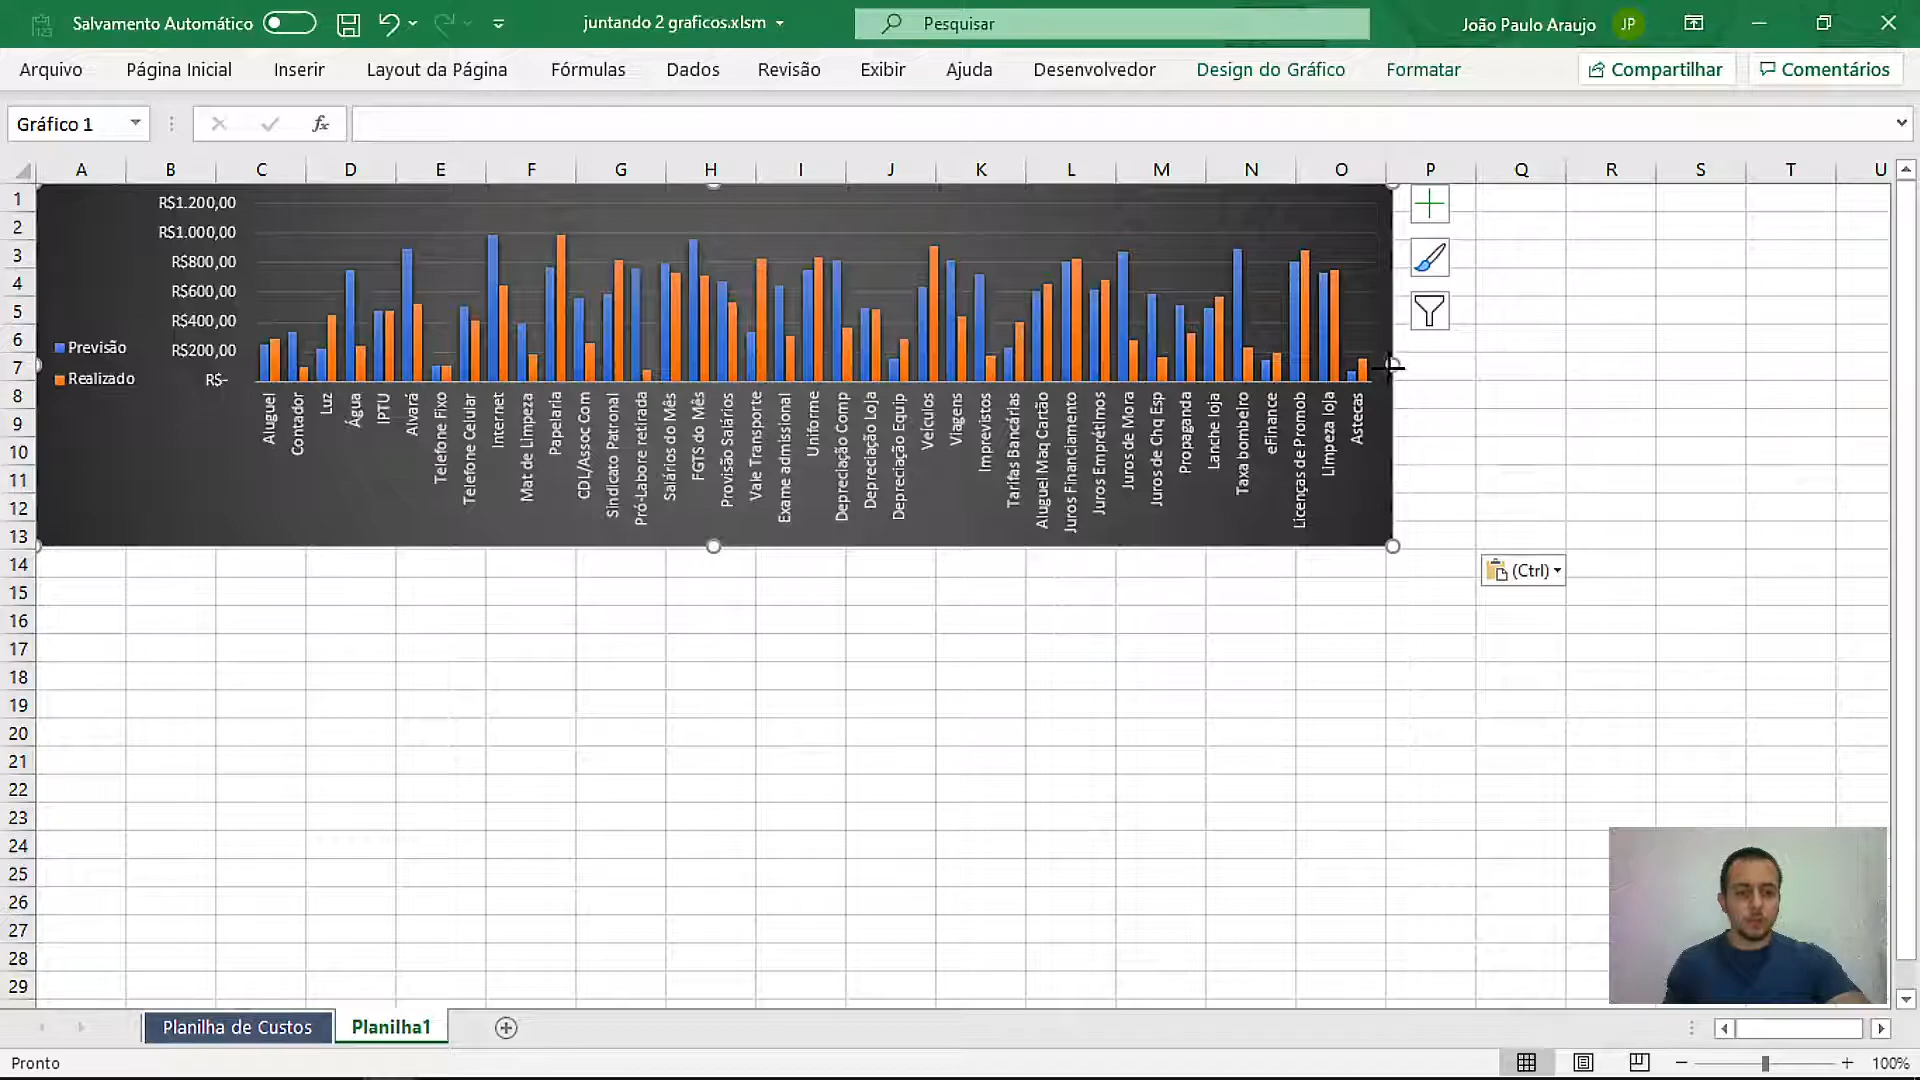 Salvamento Automático
juntando 2 graficos.xlsm
Pesquisar
João Paulo Araujo
JP
Arquivo
Página Inicial
Inserir
Layout da Página
Fórmulas
Dados
Revisão
Exibir
Ajuda
Desenvolvedor
Design do Gráfico
Formatar
Compartilhar
Comentários
Gráfico 1
fx
A B C D E F G H I J K L M N O P Q R S T U
1
2
3
4
5
6
7
8
9
10
11
12
13
14
15
16
17
18
19
20
21
22
23
24
25
26
27
28
29
R$1.200,00
R$1.000,00
R$800,00
R$600,00
R$400,00
R$200,00
R$-
Previsão
Realizado
Aluguel
Contador
Luz
Água
IPTU
Alvará
Telefone Fixo
Telefone Celular
Internet
Mat de Limpeza
Papelaria
CDL/Assoc Com
Sindicato Patronal
Pró-Labore retirada
Salários do Mês
FGTS do Mês
Provisão Salários
Vale Transporte
Exame admissional
Uniforme
Depreciação Comp
Depreciação Loja
Depreciação Equip
Veículos
Viagens
Imprevistos
Tarifas Bancárias
Aluguel Maq Cartão
Juros Financiamento
Juros Emprétimos
Juros de Mora
Juros de Chq Esp
Propaganda
Lanche loja
Taxa bombeiro
eFinance
Licenças de Promob
Limpeza loja
Astecas
(Ctrl)
Planilha de Custos
Planilha1
Pronto
100%